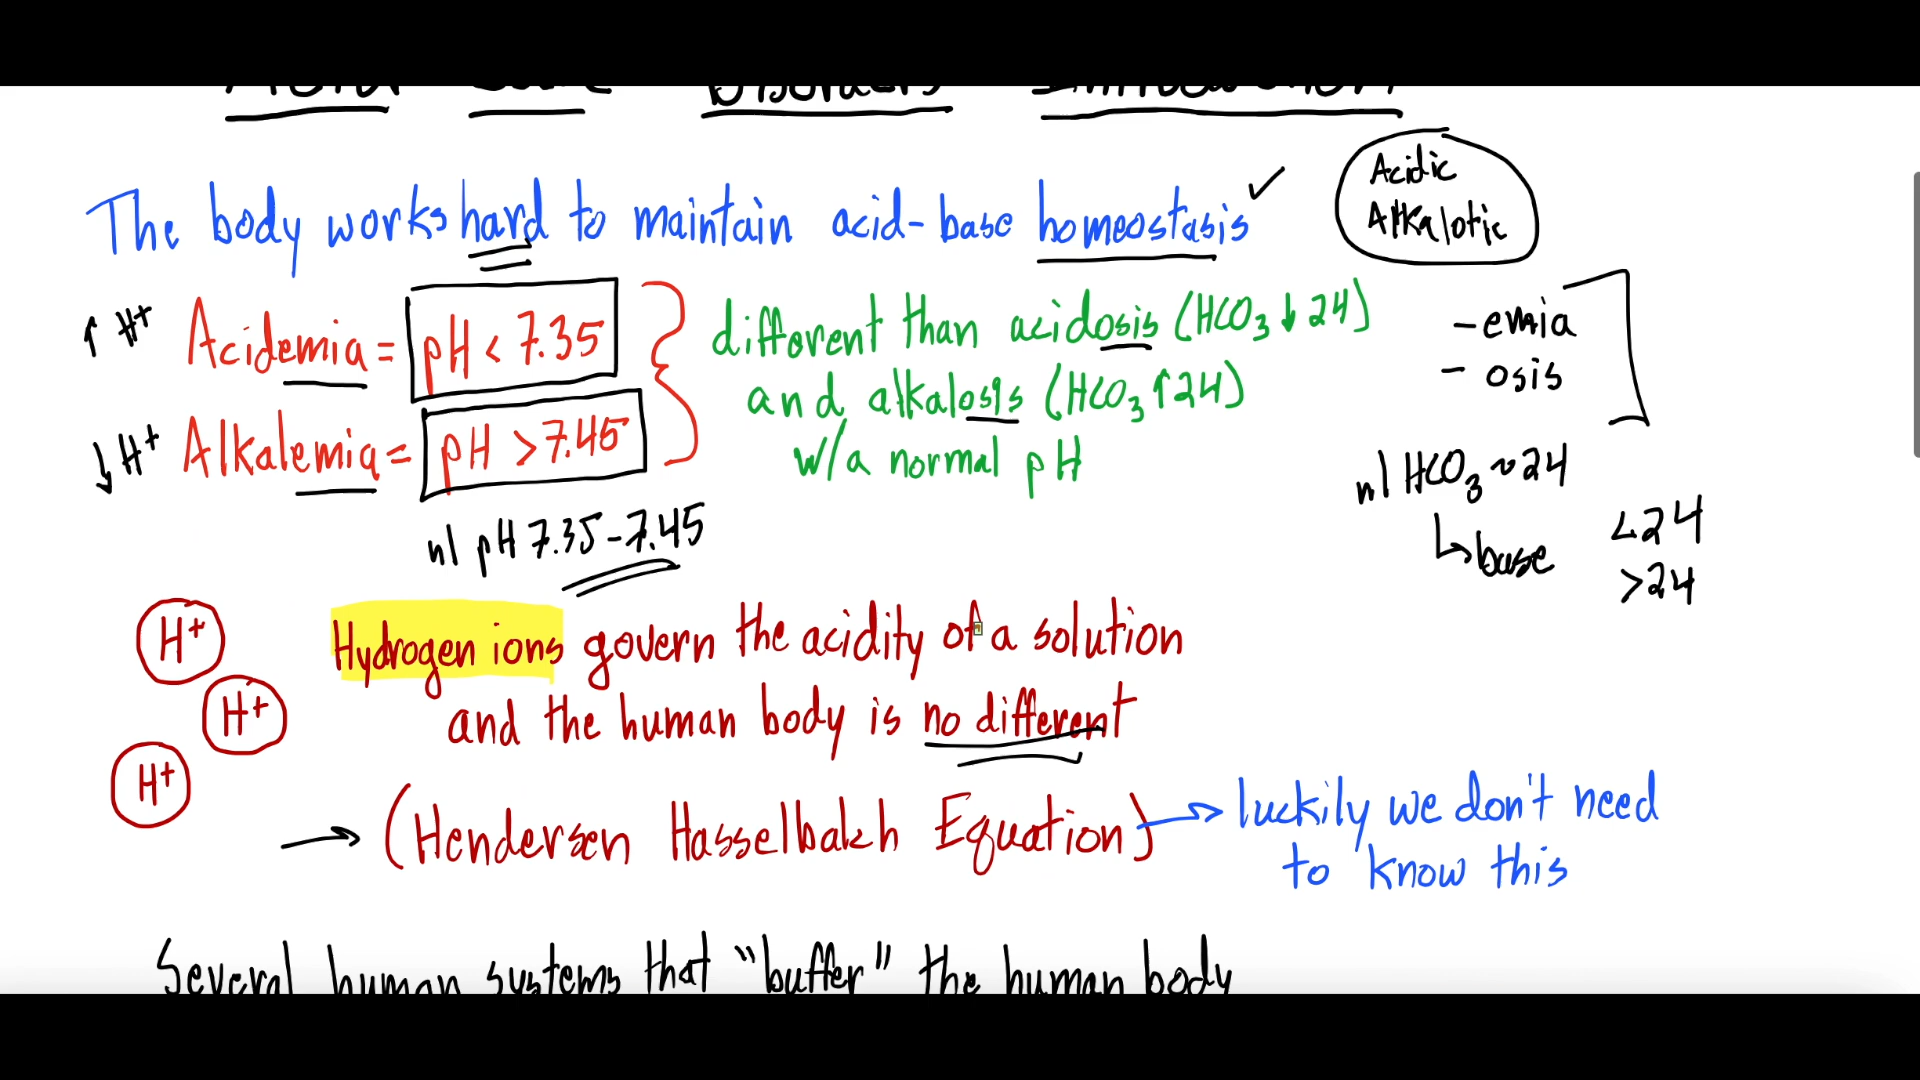 The body works hard to maintain acid-base homeostasis ✓
Acidic
Alkalotic
↑ H+ Acidemia = pH < 7.35
different than acidosis (HCO3 ↓ 24)
-emia
- osis
↓ H+ Alkalemia = pH > 7.45
and alkalosis (HCO3 ↑ 24)
w/a normal pH
nl HCO3 ~ 24
↳ base
<24
>24
nl pH 7.35-7.45
H+
H+
H+
Hydrogen ions govern the acidity of a solution
and the human body is no different
→ (Hendersen Hasselbalch Equation) → luckily we don't need
to know this
Several human systems that "buffer" the human body